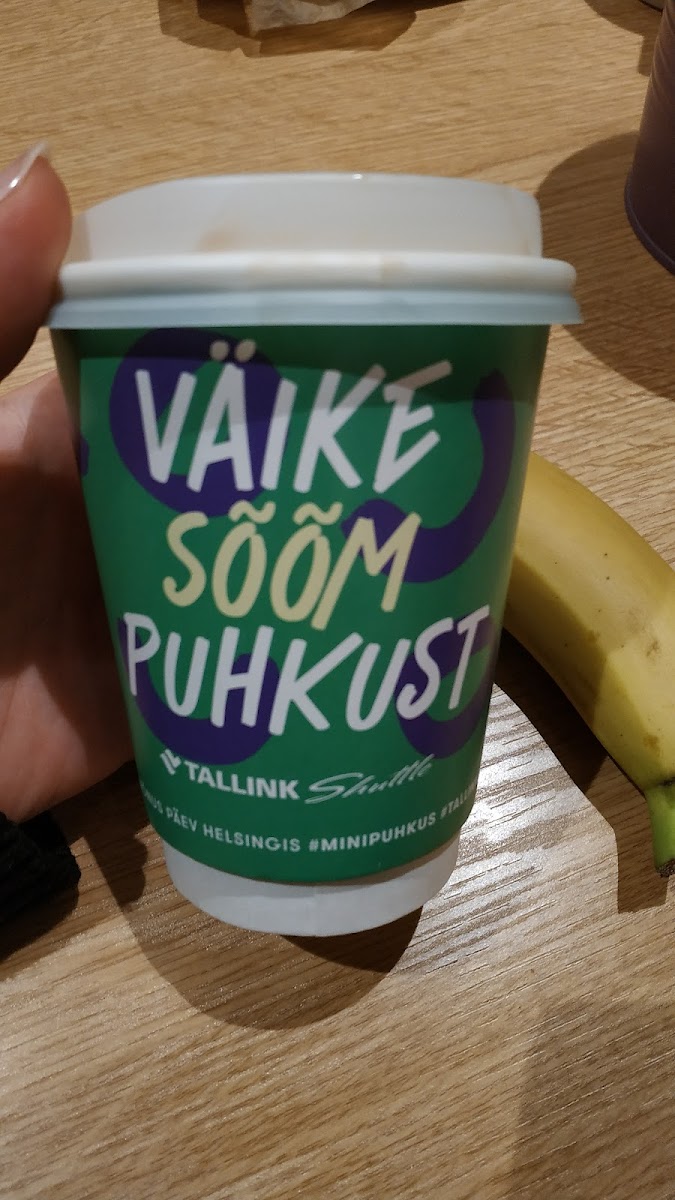 VÄIKE
SÕÕM
PUHKUST
TALLINK Shuttle
PÄEV HELSINGIS #MINIPUHKUS